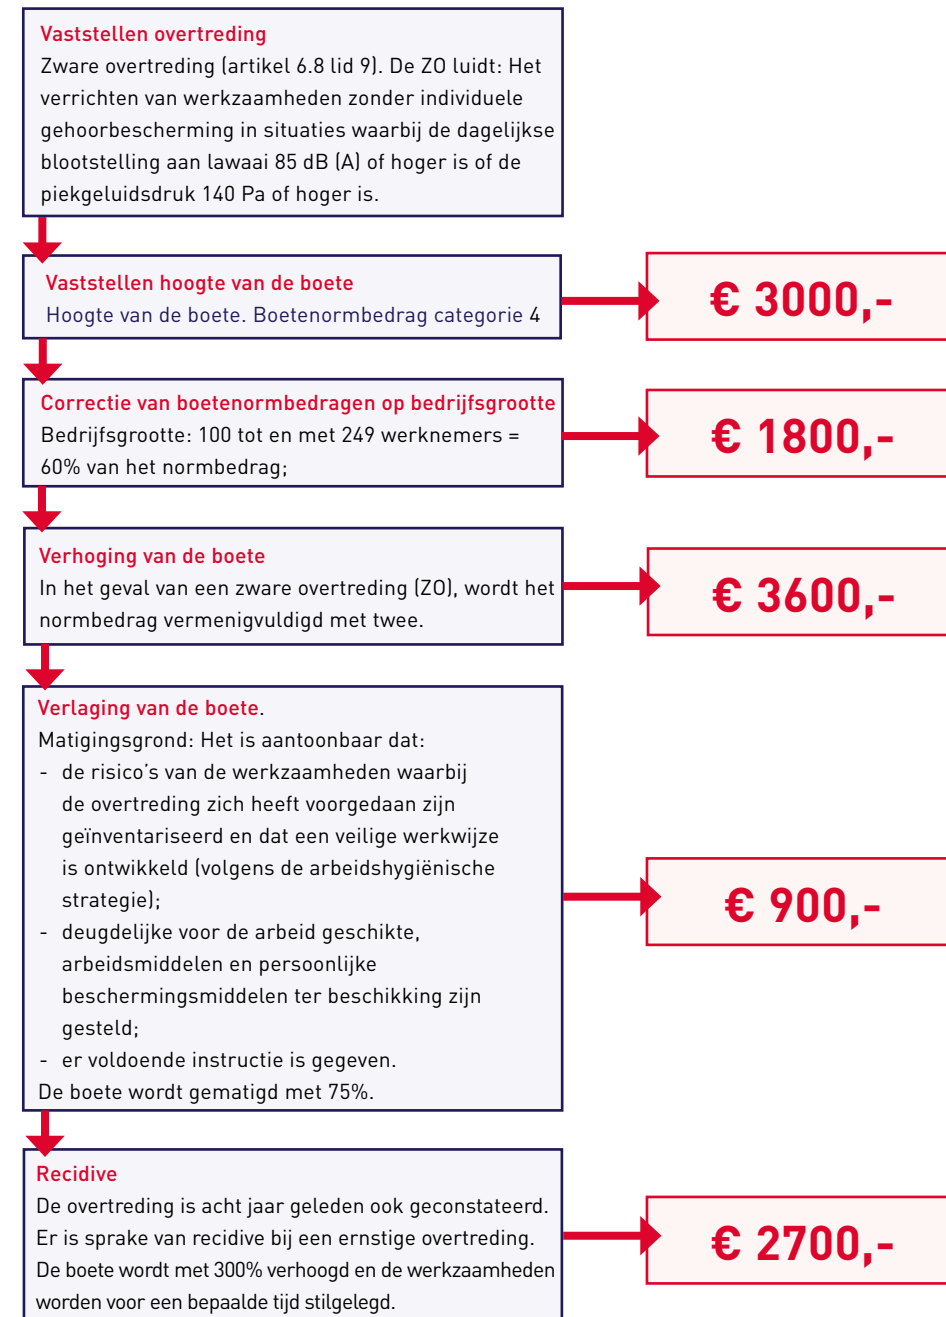 Vaststellen overtreding
Zware overtreding (artikel 6.8 lid 9). De ZO luidt: Het
verrichten van werkzaamheden zonder individuele
gehoorbescherming in situaties waarbij de dagelijkse
blootstelling aan lawaai 85 dB (A) of hoger is of de
piekgeluidsdruk 140 Pa of hoger is.
Vaststellen hoogte van de boete
Hoogte van de boete. Boetenormbedrag categorie 4
€ 3000,-
Correctie van boetenormbedragen op bedrijfsgrootte
Bedrijfsgrootte: 100 tot en met 249 werknemers =
60% van het normbedrag;
€ 1800,-
Verhoging van de boete
In het geval van een zware overtreding (ZO), wordt het
normbedrag vermenigvuldigd met twee.
€ 3600,-
Verlaging van de boete.
Matigingsgrond: Het is aantoonbaar dat:
- de risico's van de werkzaamheden waarbij
de overtreding zich heeft voorgedaan zijn
geïnventariseerd en dat een veilige werkwijze
is ontwikkeld (volgens de arbeidshygiënische
strategie);
- deugdelijke voor de arbeid geschikte,
arbeidsmiddelen en persoonlijke
beschermingsmiddelen ter beschikking zijn
gesteld;
- er voldoende instructie is gegeven.
De boete wordt gematigd met 75%.
€ 900,-
Recidive
De overtreding is acht jaar geleden ook geconstateerd.
Er is sprake van recidive bij een ernstige overtreding.
De boete wordt met 300% verhoogd en de werkzaamheden
worden voor een bepaalde tijd stilgelegd.
€ 2700,-